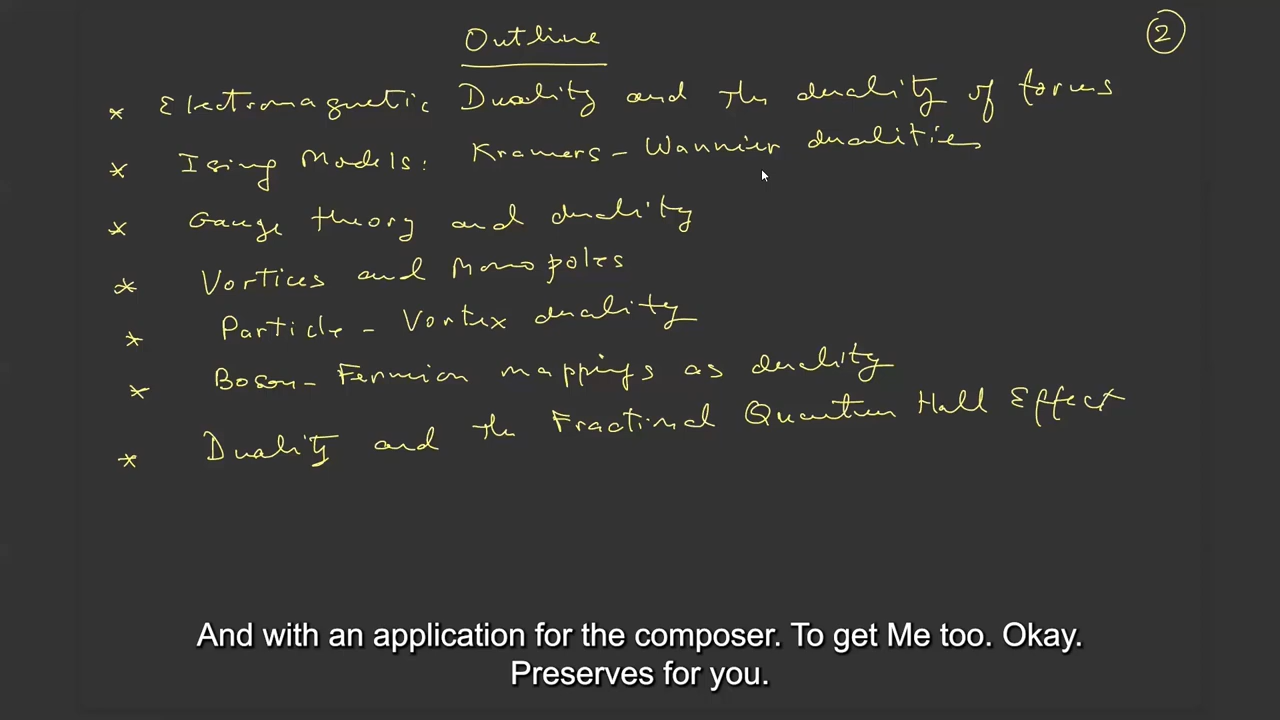 Outline
2
* Electromagnetic Duality and the duality of forms
* Ising Models: Kramers - Wannier dualities
* Gauge theory and duality
* Vortices and Monopoles
* Particle - Vortex duality
* Boson - Fermion mappings as duality
* Duality and the Fractional Quantum Hall Effect
And with an application for the composer. To get Me too. Okay.
Preserves for you.